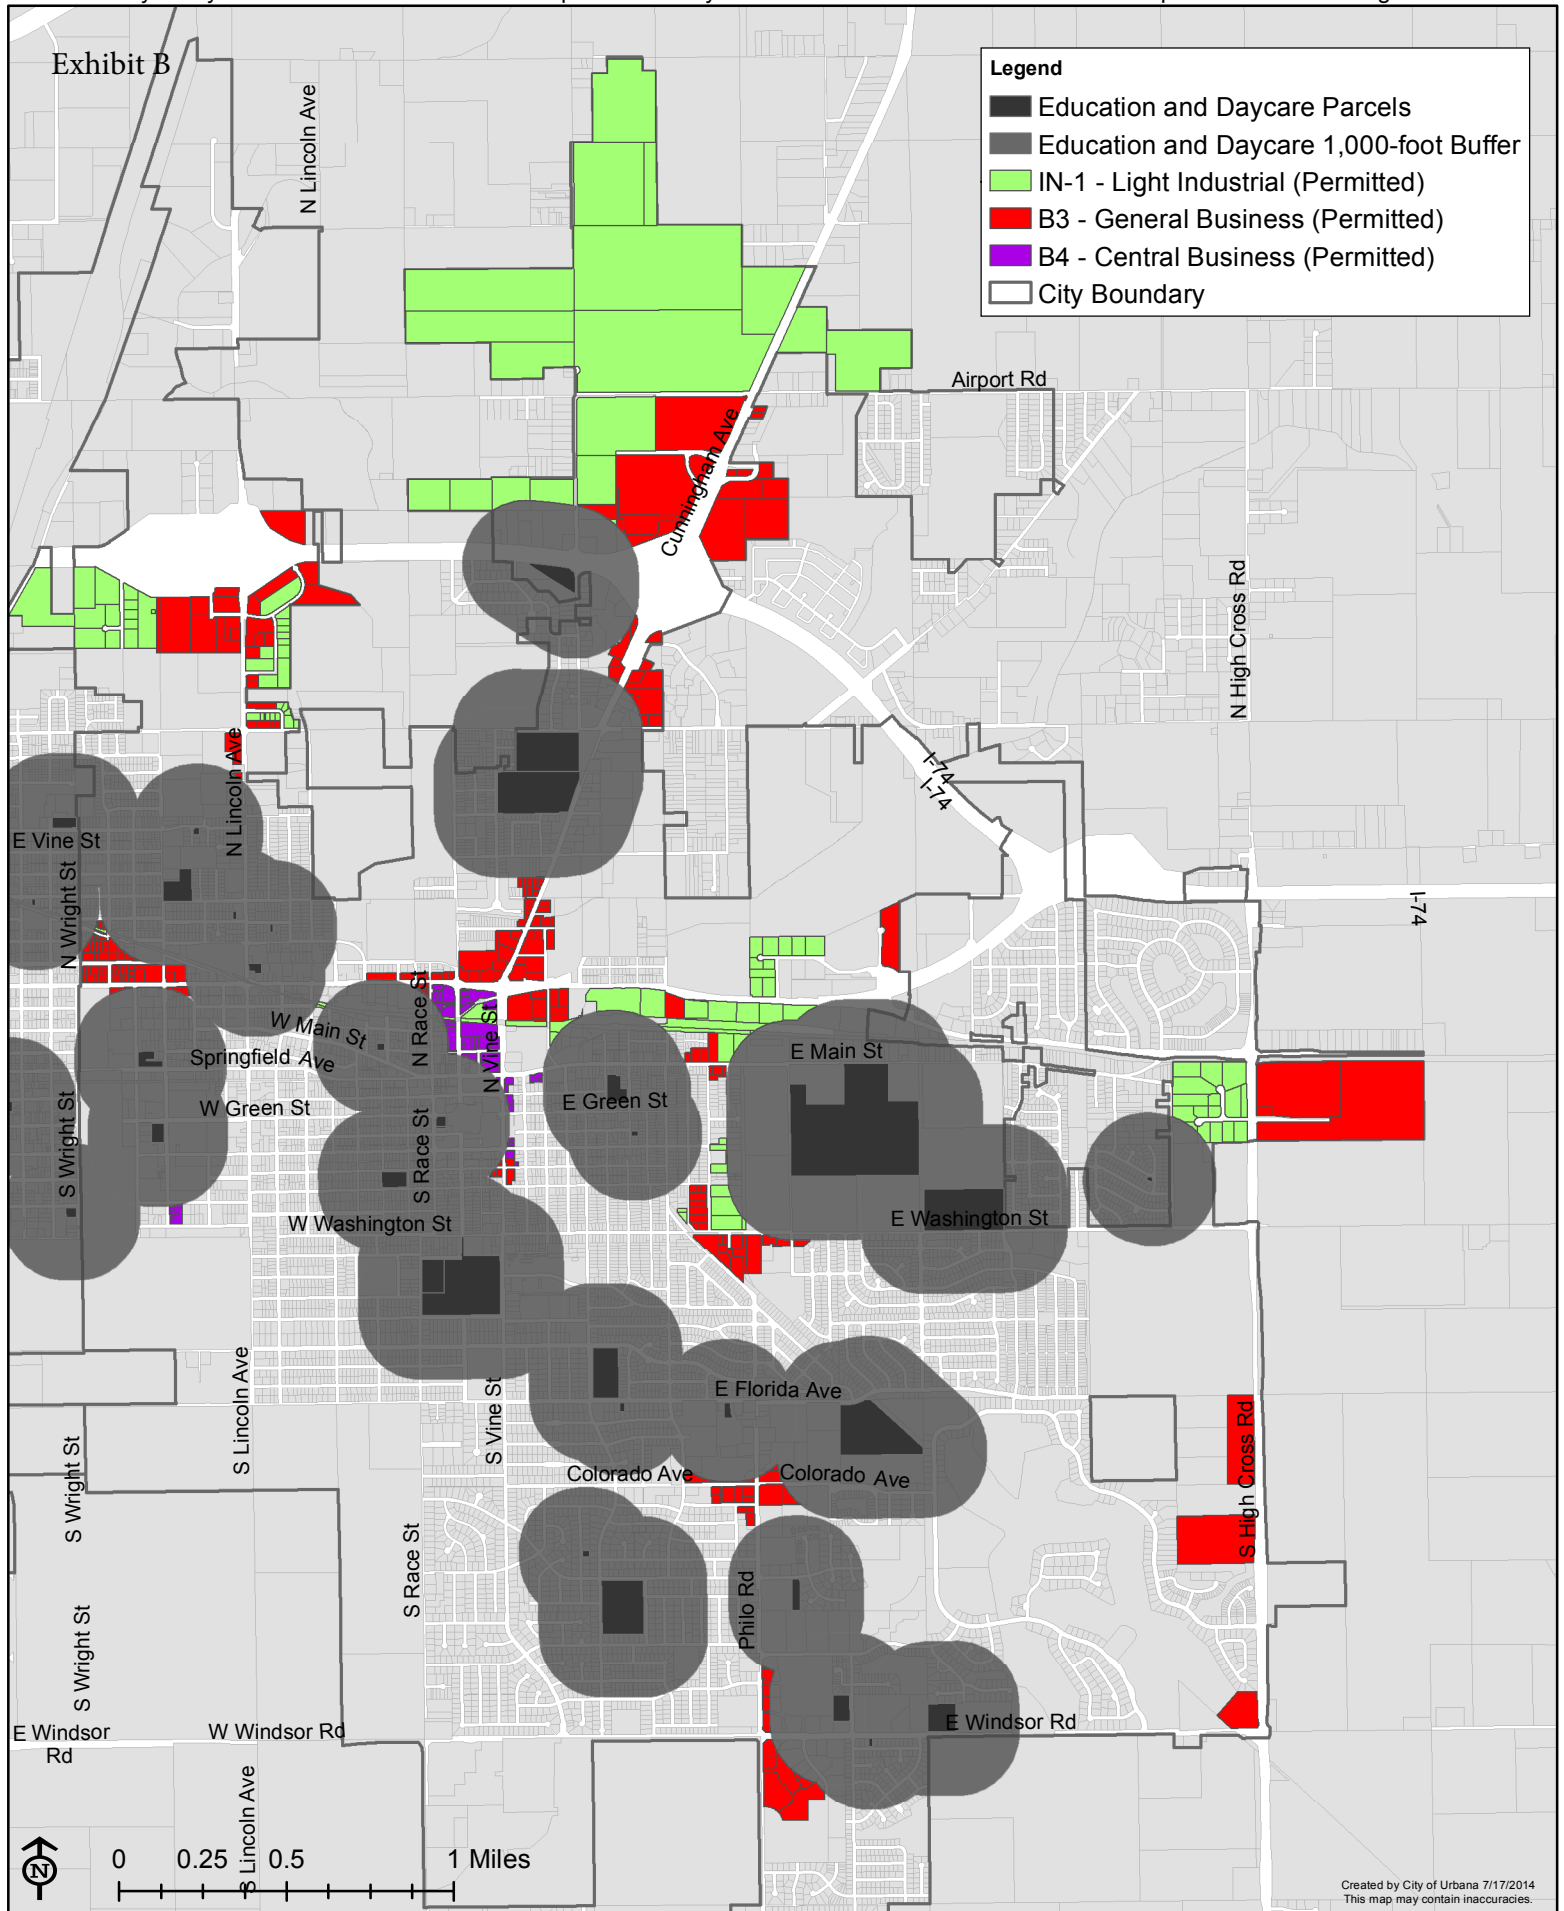 Exhibit B
Legend
Education and Daycare Parcels
Education and Daycare 1,000-foot Buffer
IN-1 - Light Industrial (Permitted)
B3 - General Business (Permitted)
B4 - Central Business (Permitted)
City Boundary
N Lincoln Ave
Airport Rd
Cunningham Ave
N High Cross Rd
N Lincoln Ave
I-74
I-74
E Vine St
N Wright St
I-74
N Race St
W Main St
N Vine St
E Main St
Springfield Ave
E Green St
W Green St
S Wright St
S Race St
W Washington St
E Washington St
S Lincoln Ave
E Florida Ave
S Vine St
S High Cross Rd
S Wright St
Colorado Ave
Colorado Ave
S Race St
Philo Rd
S Wright St
E Windsor
Rd
W Windsor Rd
E Windsor Rd
S Lincoln Ave
N
0 0.25 0.5 1 Miles
Created by City of Urbana 7/17/2014
This map may contain inaccuracies.